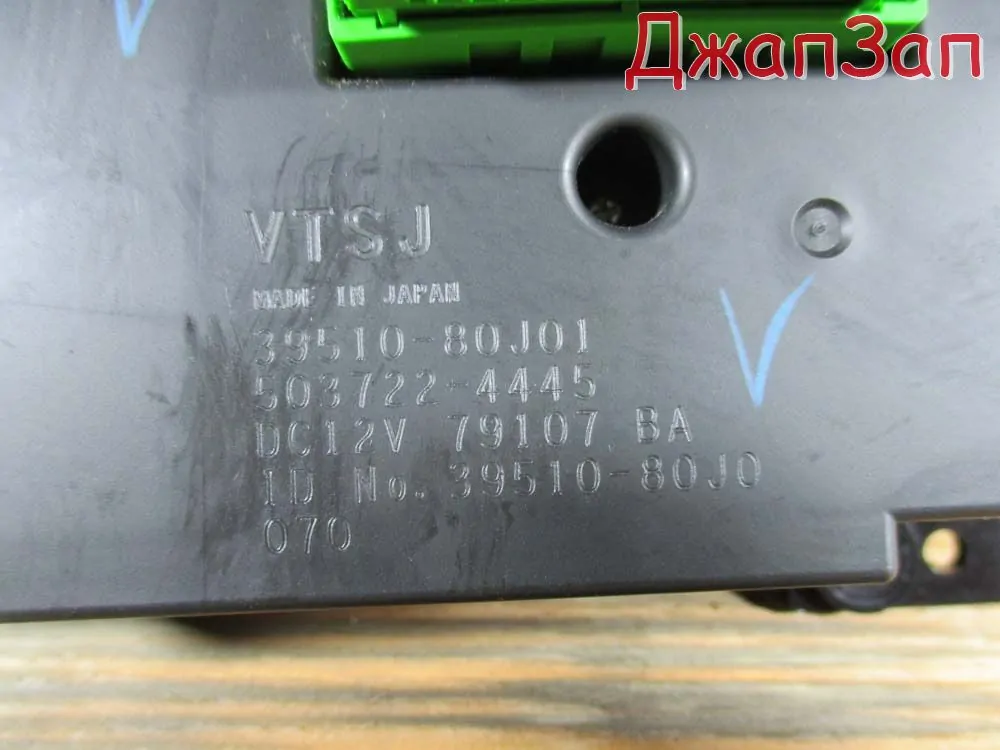 ДжапЗап
VTSJ
MADE IN JAPAN
39510-80J01
503722-4445
DC12V 79107 BA
ID No. 39510-80J0
070